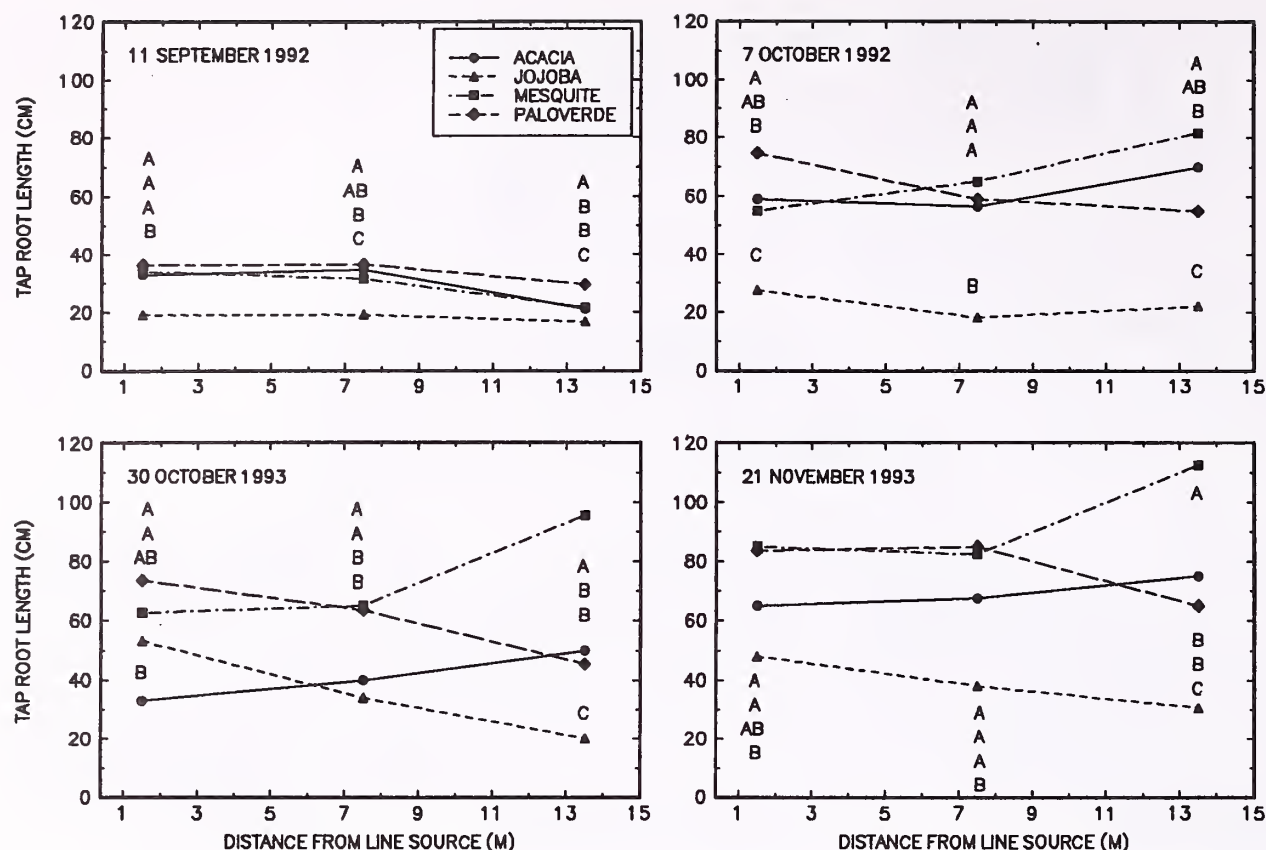 TAP ROOT LENGTH (CM)
120
100
80
60
40
20
0
11 SEPTEMBER 1992
ACACIA
JOJOBA
MESQUITE
PALOVERDE
A
A
A
B
A
AB
B
C
A
B
B
C
1 3 5 7 9 11 13 15
120
100
80
60
40
20
0
7 OCTOBER 1992
A
AB
B
C
A
A
A
B
A
AB
B
C
1 3 5 7 9 11 13 15
TAP ROOT LENGTH (CM)
120
100
80
60
40
20
0
30 OCTOBER 1993
A
A
AB
B
A
A
B
B
A
B
B
C
1 3 5 7 9 11 13 15
DISTANCE FROM LINE SOURCE (M)
120
100
80
60
40
20
0
21 NOVEMBER 1993
A
A
AB
B
A
A
A
B
A
B
B
C
1 3 5 7 9 11 13 15
DISTANCE FROM LINE SOURCE (M)